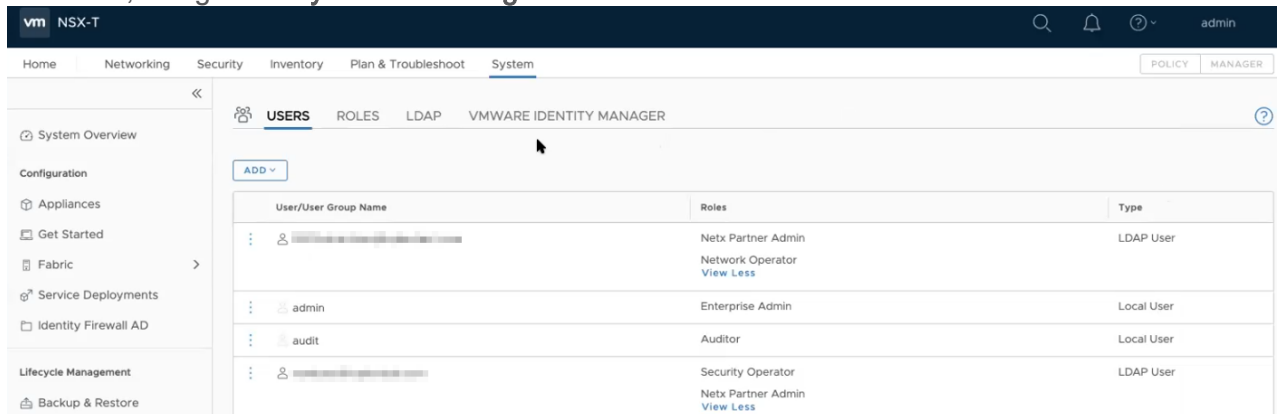 vm NSX-T
admin
Home Networking Security Inventory Plan & Troubleshoot System
POLICY MANAGER
«
USERS ROLES LDAP VMWARE IDENTITY MANAGER
?
System Overview
ADD
Configuration
Appliances
Get Started
Fabric >
Service Deployments
Identity Firewall AD
Lifecycle Management
Backup & Restore
User/User Group Name Roles Type
Netx Partner Admin LDAP User
Network Operator
View Less
admin Enterprise Admin Local User
audit Auditor Local User
Security Operator LDAP User
Netx Partner Admin
View Less